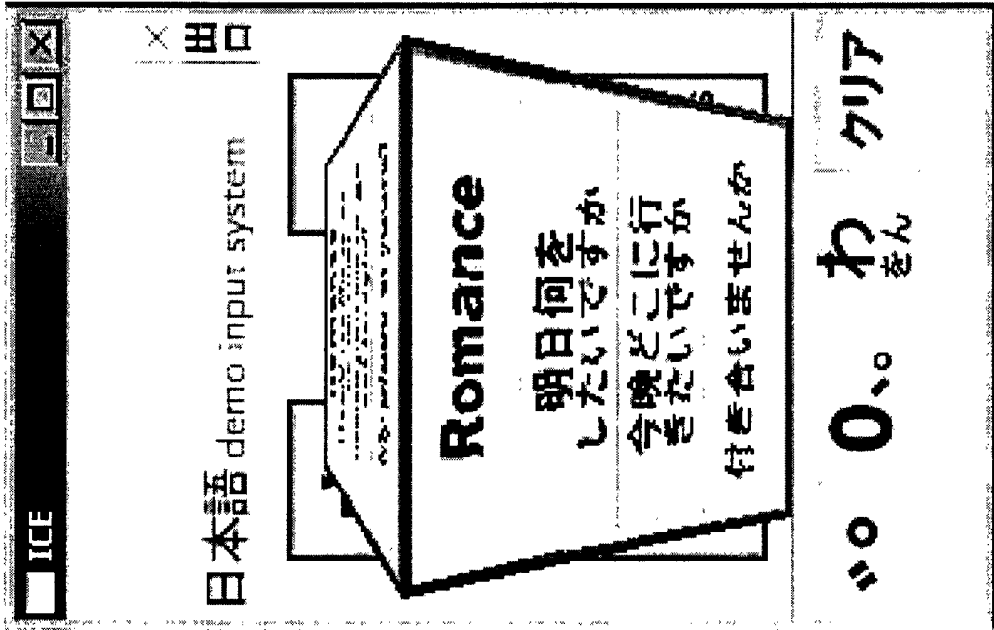 ICE
× 出口
日本語 demo input system
Romance
明日何を
したいですか
今晩どこに行
きたいですか
付き合いませんか
゛゜
0、。
わ
をん
クリア